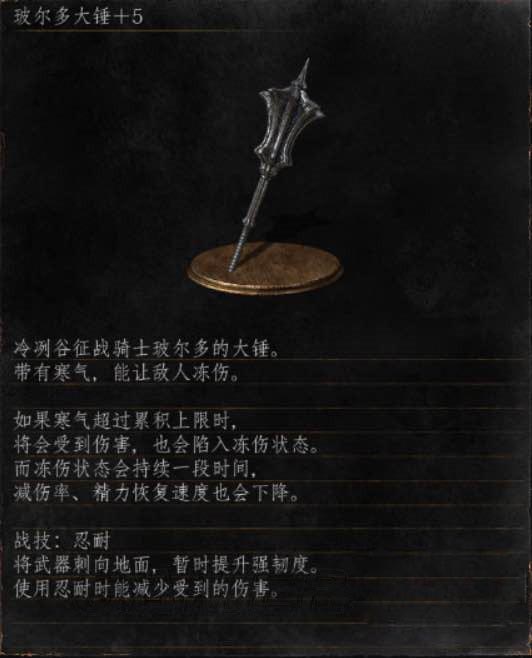 玻尔多大锤＋5
冷冽谷征战骑士玻尔多的大锤。
带有寒气，能让敌人冻伤。
如果寒气超过累积上限时，
将会受到伤害，也会陷入冻伤状态。
而冻伤状态会持续一段时间，
减伤率、精力恢复速度也会下降。
战技：忍耐
将武器刺向地面，暂时提升强韧度。
使用忍耐时能减少受到的伤害。